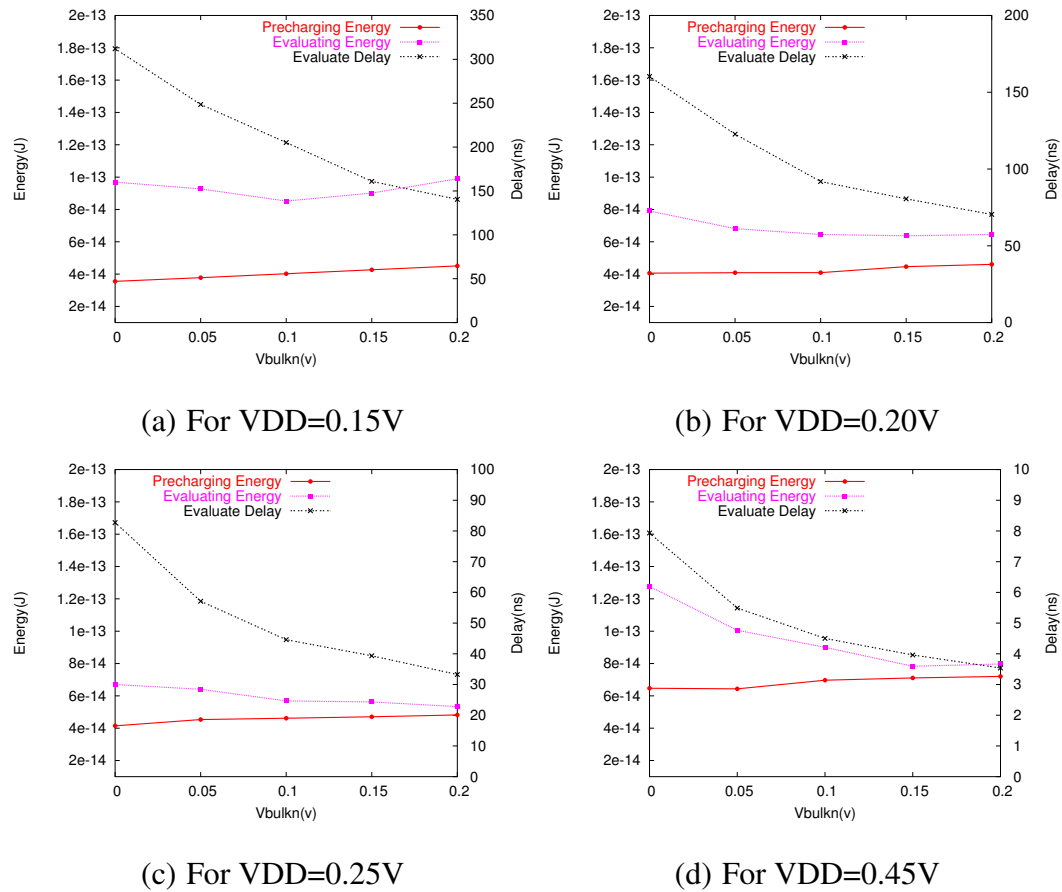 2e-13
1.8e-13
1.6e-13
1.4e-13
1.2e-13
1e-13
8e-14
6e-14
4e-14
2e-14
Energy(J)
Precharging Energy
Evaluating Energy
Evaluate Delay
350
300
250
200
150
100
50
0
Delay(ns)
0 0.05 0.1 0.15 0.2
Vbulkn(v)
(a) For VDD=0.15V
2e-13
1.8e-13
1.6e-13
1.4e-13
1.2e-13
1e-13
8e-14
6e-14
4e-14
2e-14
Energy(J)
Precharging Energy
Evaluating Energy
Evaluate Delay
200
150
100
50
0
Delay(ns)
0 0.05 0.1 0.15 0.2
Vbulkn(v)
(b) For VDD=0.20V
2e-13
1.8e-13
1.6e-13
1.4e-13
1.2e-13
1e-13
8e-14
6e-14
4e-14
2e-14
Energy(J)
Precharging Energy
Evaluating Energy
Evaluate Delay
100
90
80
70
60
50
40
30
20
10
0
Delay(ns)
0 0.05 0.1 0.15 0.2
Vbulkn(v)
(c) For VDD=0.25V
2e-13
1.8e-13
1.6e-13
1.4e-13
1.2e-13
1e-13
8e-14
6e-14
4e-14
2e-14
Energy(J)
Precharging Energy
Evaluating Energy
Evaluate Delay
10
9
8
7
6
5
4
3
2
1
0
Delay(ns)
0 0.05 0.1 0.15 0.2
Vbulkn(v)
(d) For VDD=0.45V